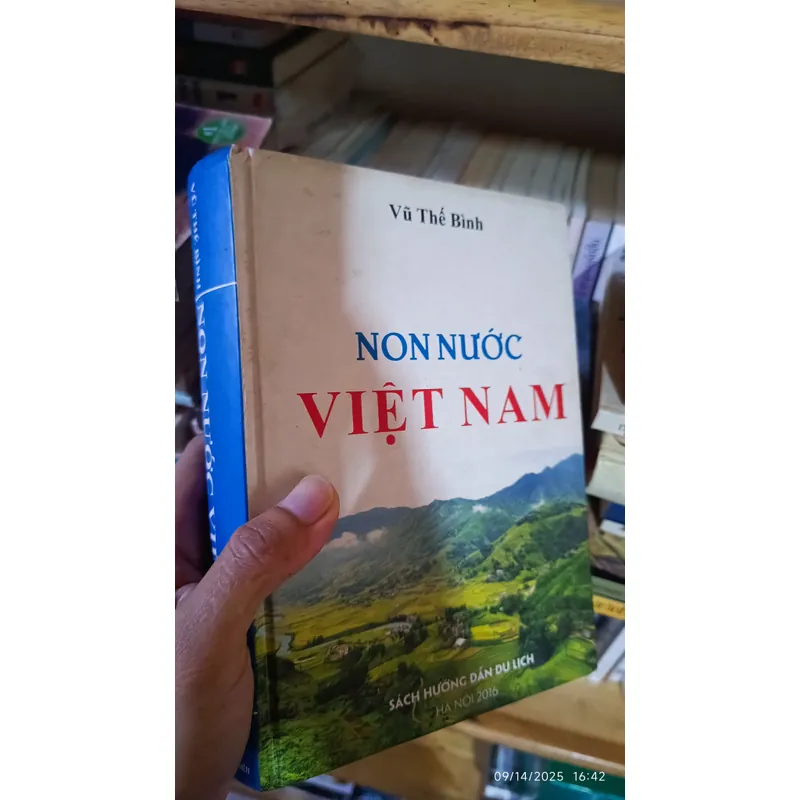 Vũ Thế Bình
NON NƯỚC
VIỆT NAM
SÁCH HƯỚNG DẪN DU LỊCH
HÀ NỘI 2016
VŨ THẾ BÌNH
NON NƯỚC VI
09/14/2025 16:42